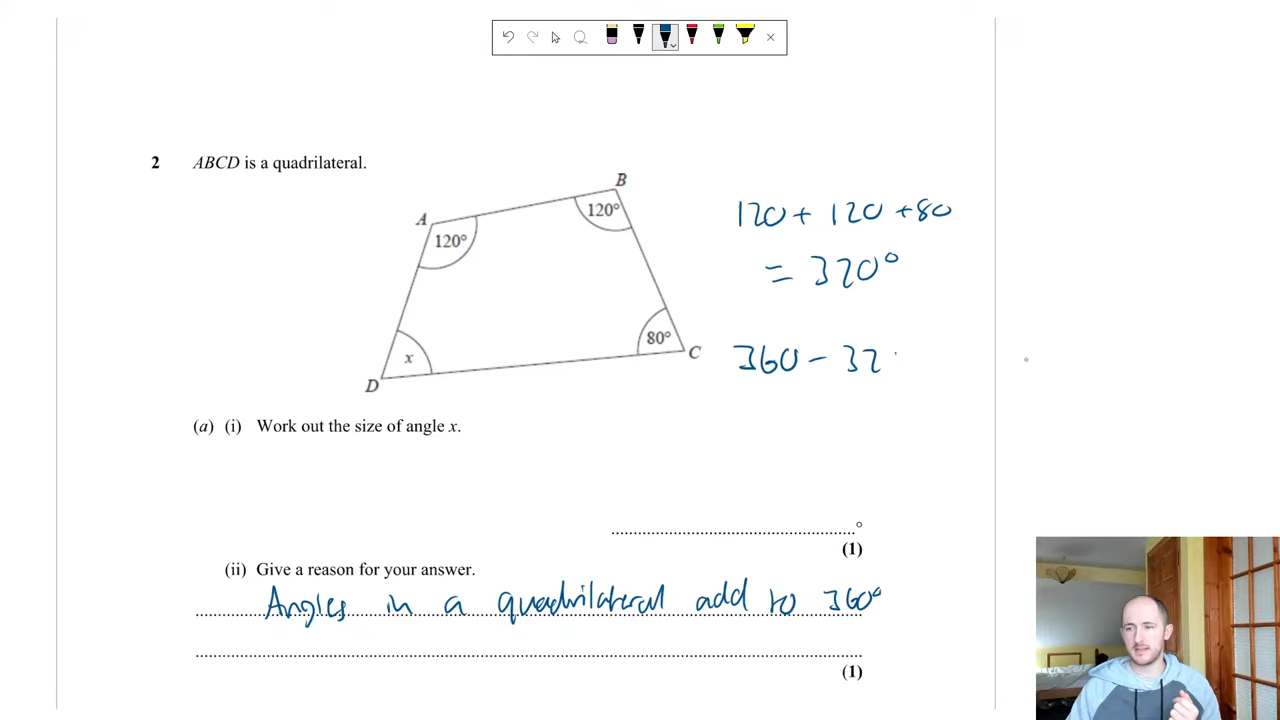 2 ABCD is a quadrilateral.
B
A
120°
120°
120 + 120 + 80
= 320°
80°
C
x
D
360 - 32
(a) (i) Work out the size of angle x.
°
(1)
(ii) Give a reason for your answer.
Angles in a quadrilateral add to 360°
(1)